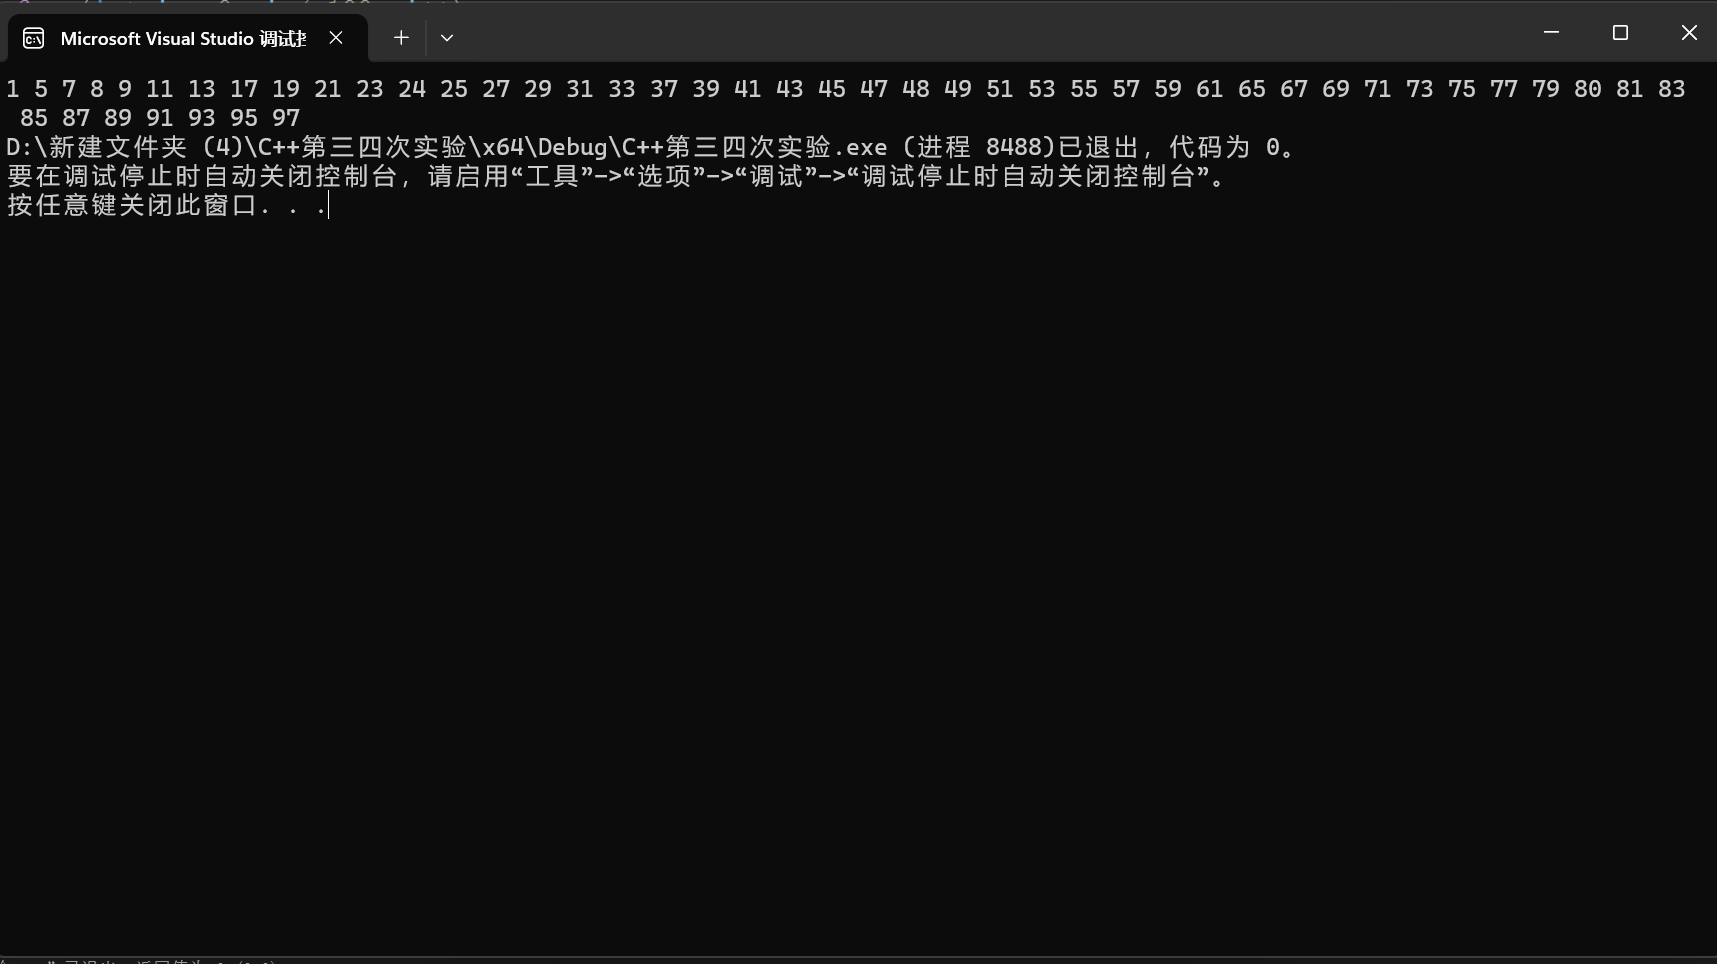 Microsoft Visual Studio 调试
1 5 7 8 9 11 13 17 19 21 23 24 25 27 29 31 33 37 39 41 43 45 47 48 49 51 53 55 57 59 61 65 67 69 71 73 75 77 79 80 81 83
85 87 89 91 93 95 97
D:\新建文件夹 (4)\C++第三四次实验\x64\Debug\C++第三四次实验.exe (进程 8488)已退出，代码为 0。
要在调试停止时自动关闭控制台，请启用“工具”->“选项”->“调试”->“调试停止时自动关闭控制台”。
按任意键关闭此窗口. . .